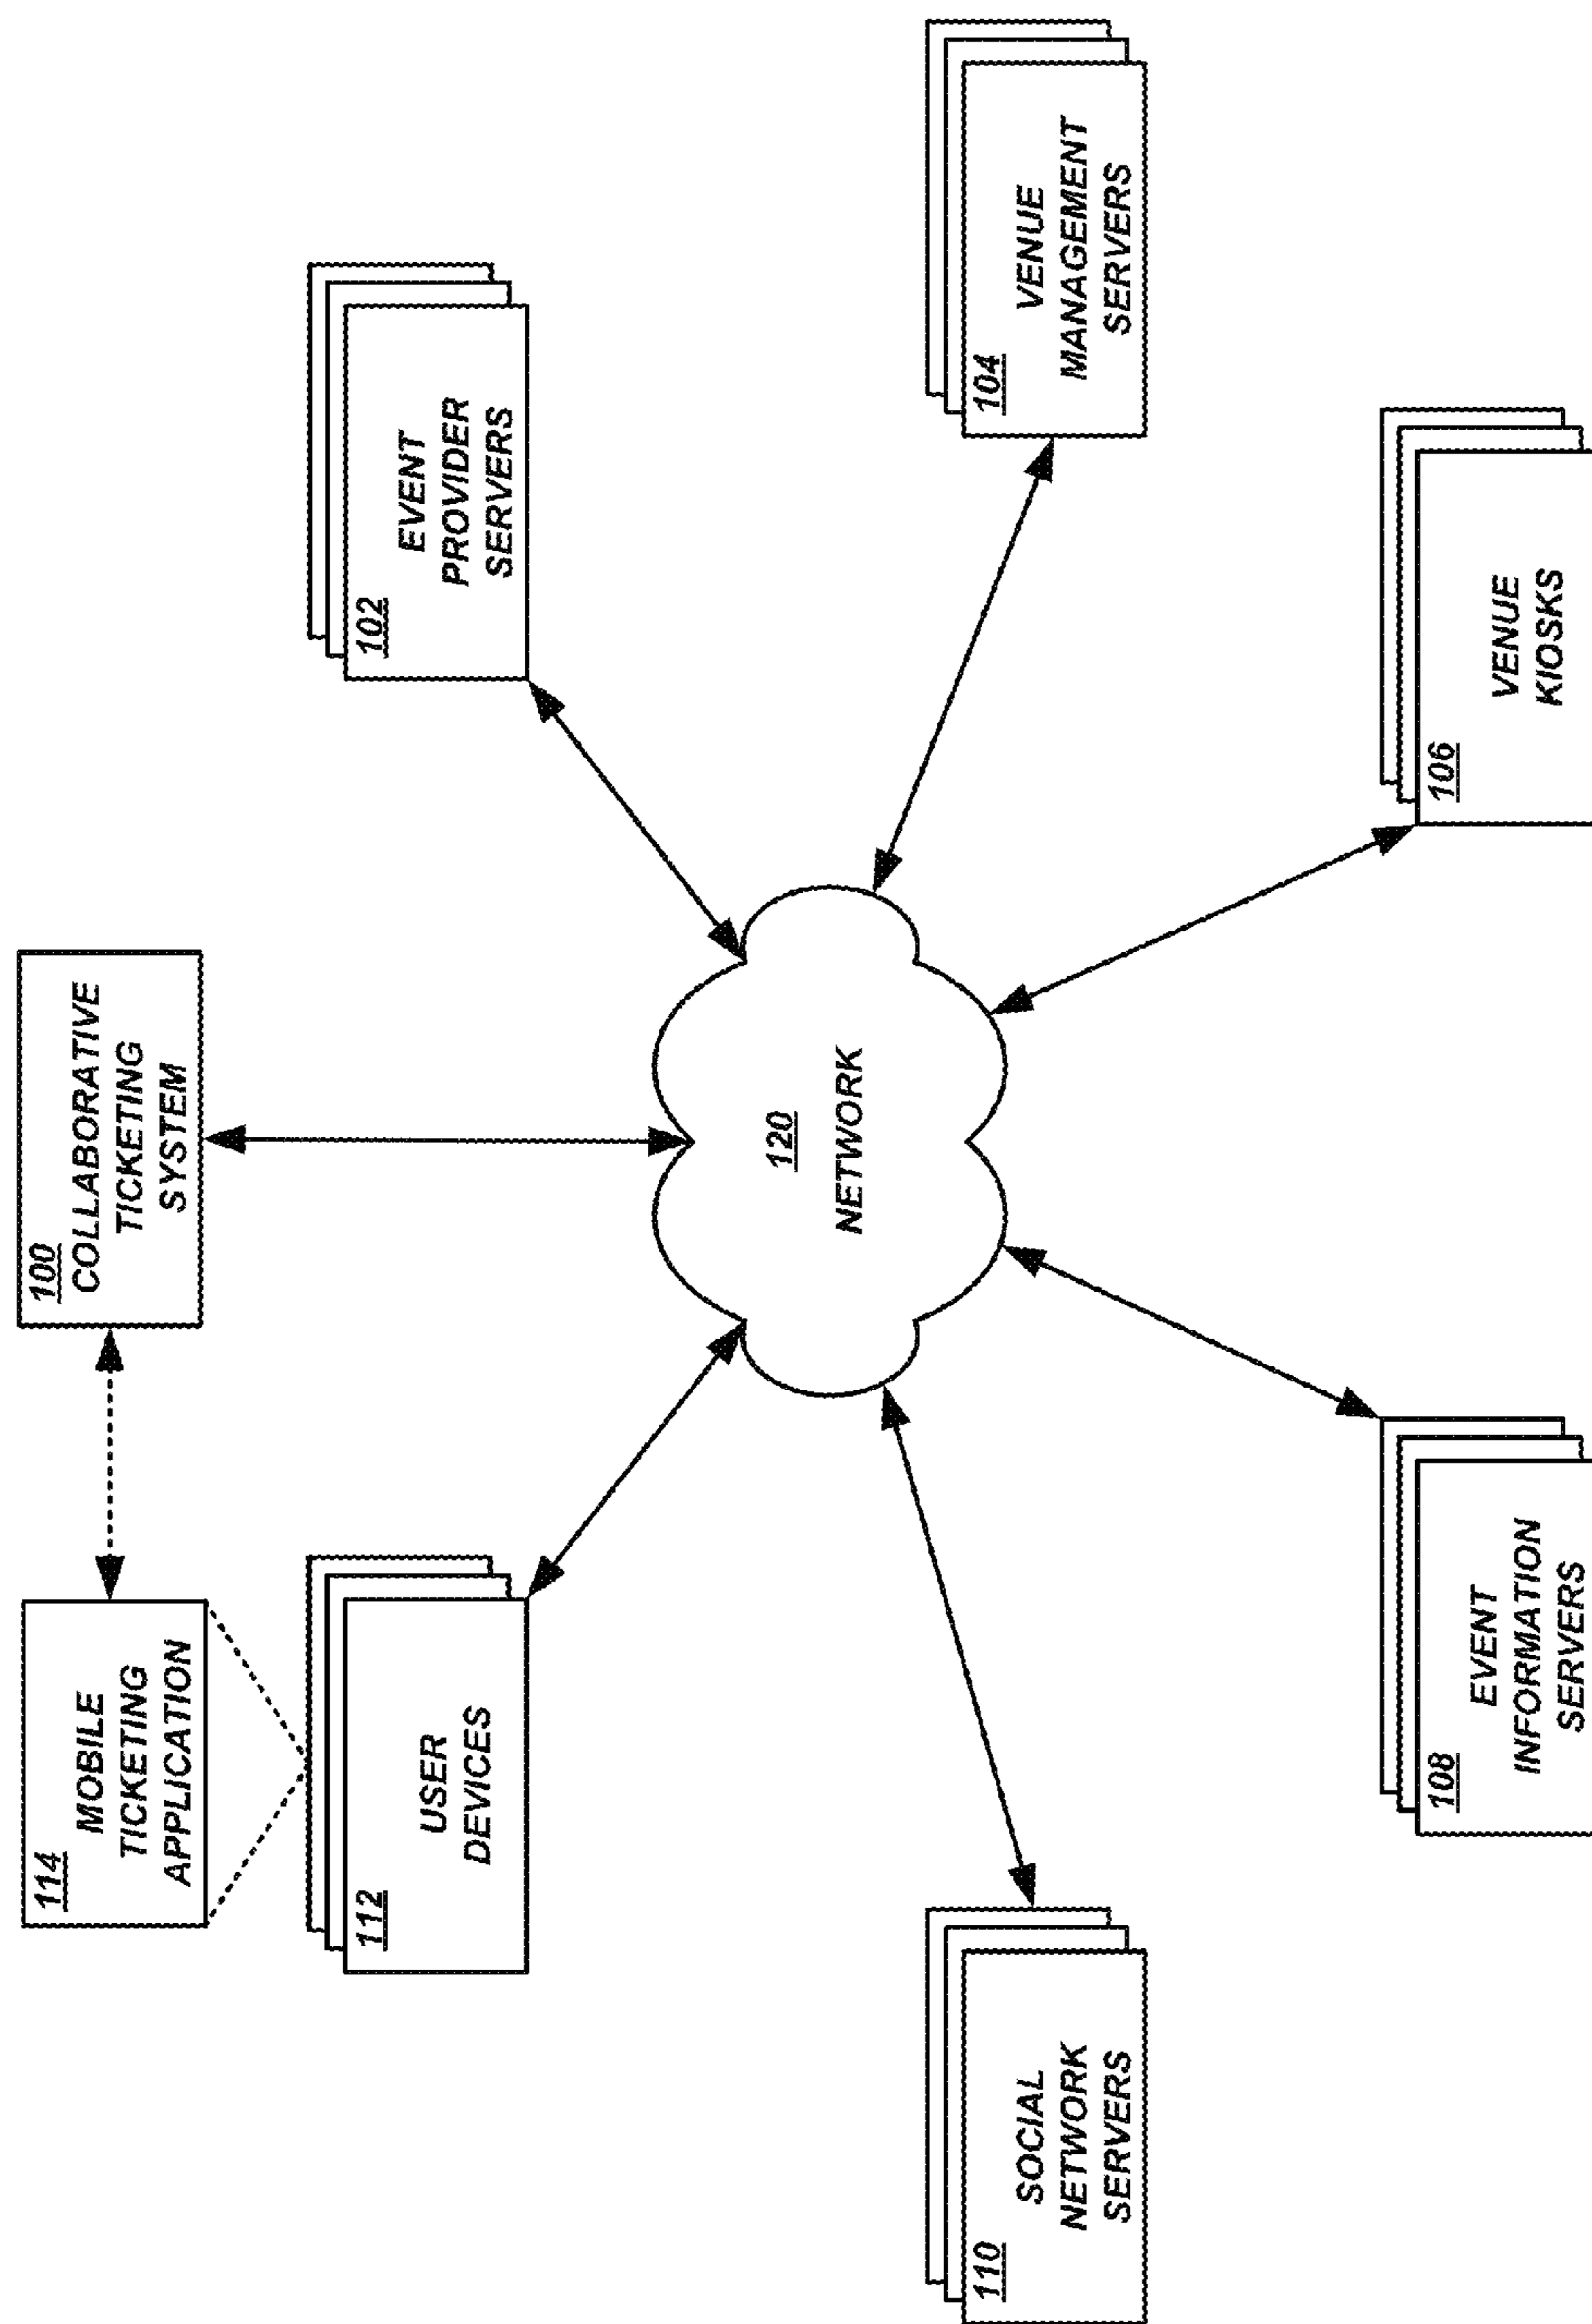 114
MOBILE
TICKETING
APPLICATION
100
COLLABORATIVE
TICKETING
SYSTEM
112
USER
DEVICES
102
EVENT
PROVIDER
SERVERS
120
NETWORK
110
SOCIAL
NETWORK
SERVERS
104
VENUE
MANAGEMENT
SERVERS
108
EVENT
INFORMATION
SERVERS
106
VENUE
KIOSKS